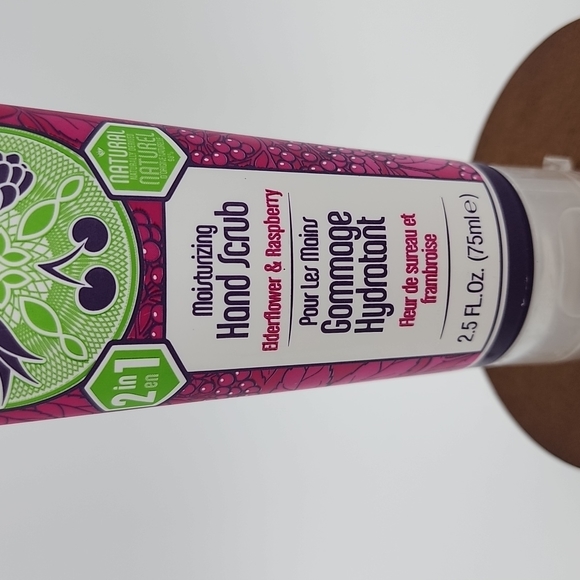 NATURAL
NATUREL
2 in 1
en
Moisturizing
Hand Scrub
Elderflower & Raspberry
Pour Les Mains
Gommage
Hydratant
Fleur de sureau et
framboise
2.5 FL.Oz. (75ml e)